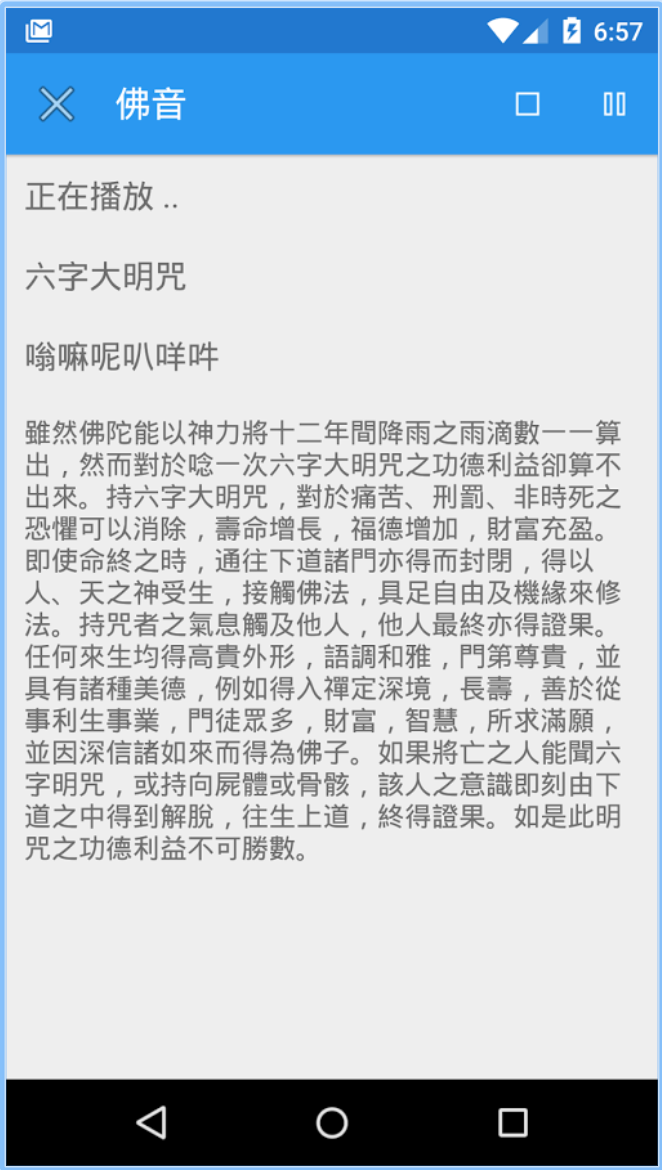 6:57
佛音
正在播放 ..
六字大明咒
嗡嘛呢叭咩吽
雖然佛陀能以神力將十二年間降雨之雨滴數一一算
出，然而對於唸一次六字大明咒之功德利益卻算不
出來。持六字大明咒，對於痛苦、刑罰、非時死之
恐懼可以消除，壽命增長，福德增加，財富充盈。
即使命終之時，通往下道諸門亦得而封閉，得以
人、天之神受生，接觸佛法，具足自由及機緣來修
法。持咒者之氣息觸及他人，他人最終亦得證果。
任何來生均得高貴外形，語調和雅，門第尊貴，並
具有諸種美德，例如得入禪定深境，長壽，善於從
事利生事業，門徒眾多，財富，智慧，所求滿願，
並因深信諸如來而得為佛子。如果將亡之人能聞六
字明咒，或持向屍體或骨骸，該人之意識即刻由下
道之中得到解脫，往生上道，終得證果。如是此明
咒之功德利益不可勝數。